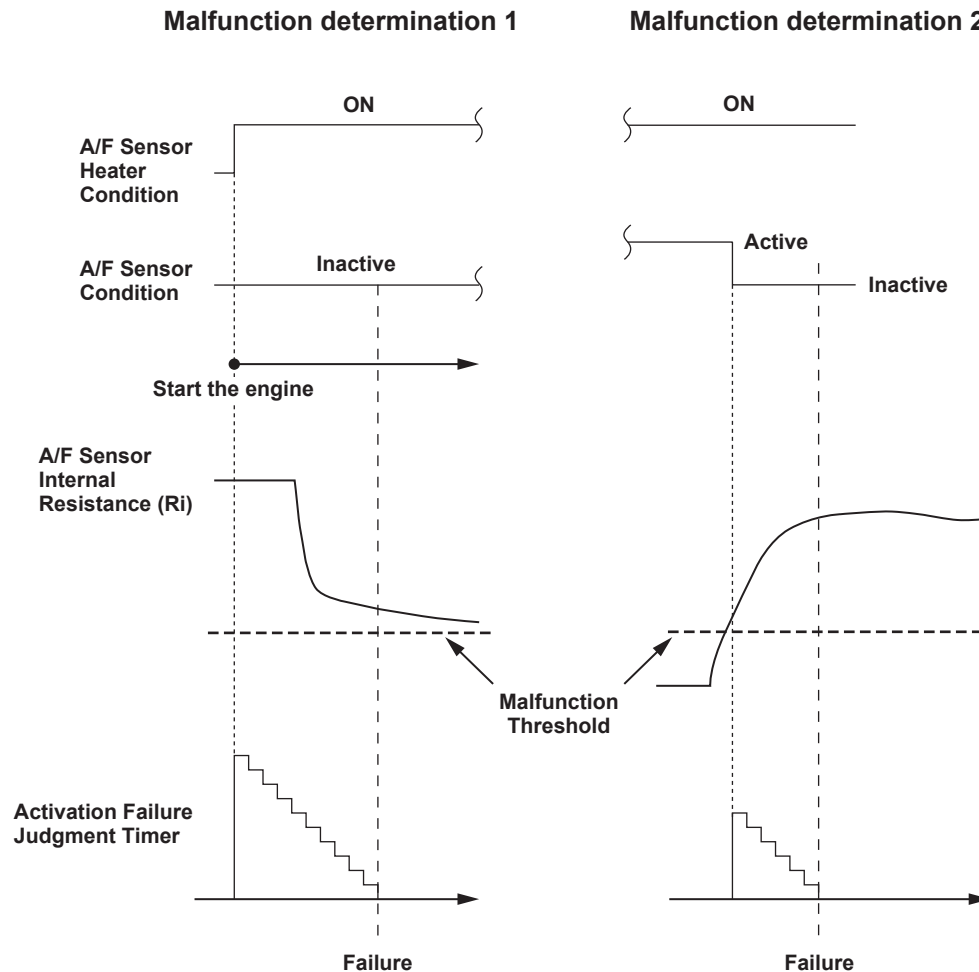 Malfunction determination 1
Malfunction determination 2
ON
ON
A/F Sensor
Heater
Condition
Active
A/F Sensor
Condition
Inactive
Inactive
Start the engine
A/F Sensor
Internal
Resistance (Ri)
Malfunction
Threshold
Activation Failure
Judgment Timer
Failure
Failure